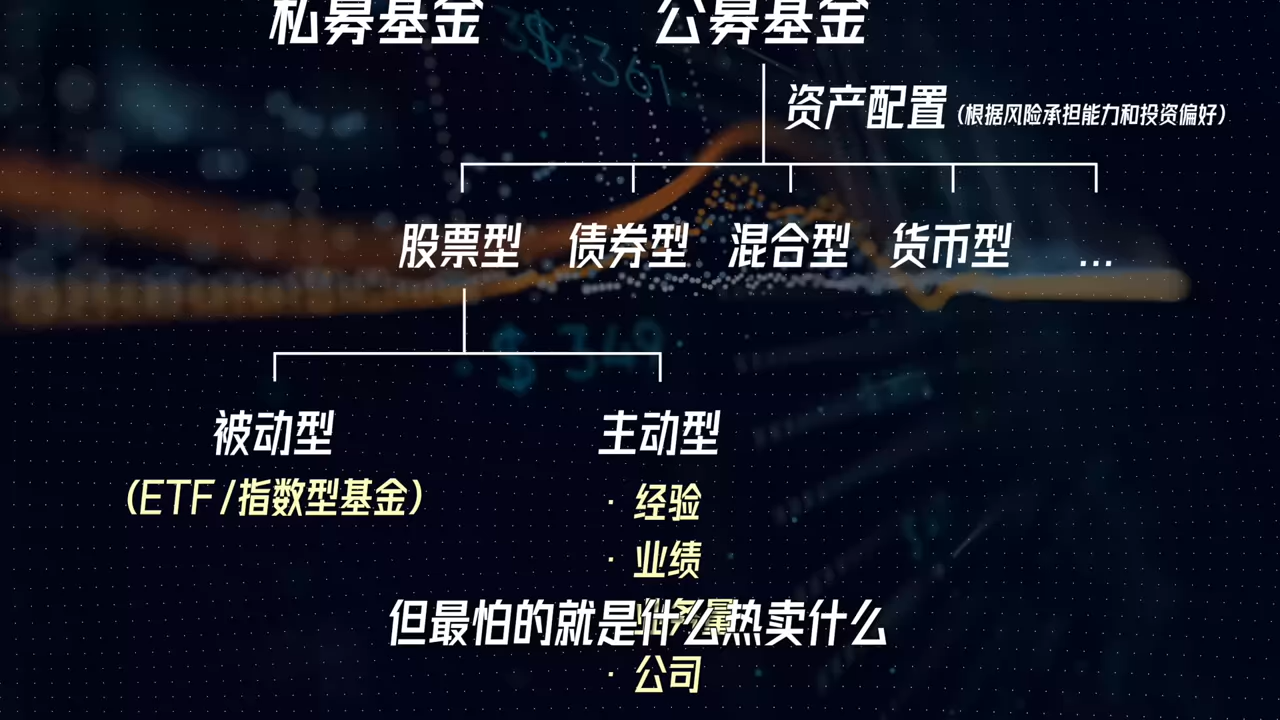 私募基金 公募基金
资产配置 (根据风险承担能力和投资偏好)
股票型 债券型 混合型 货币型 ...
被动型 主动型
(ETF/指数型基金)
· 经验
· 业绩
但最怕的就是什么热卖什么
· 公司